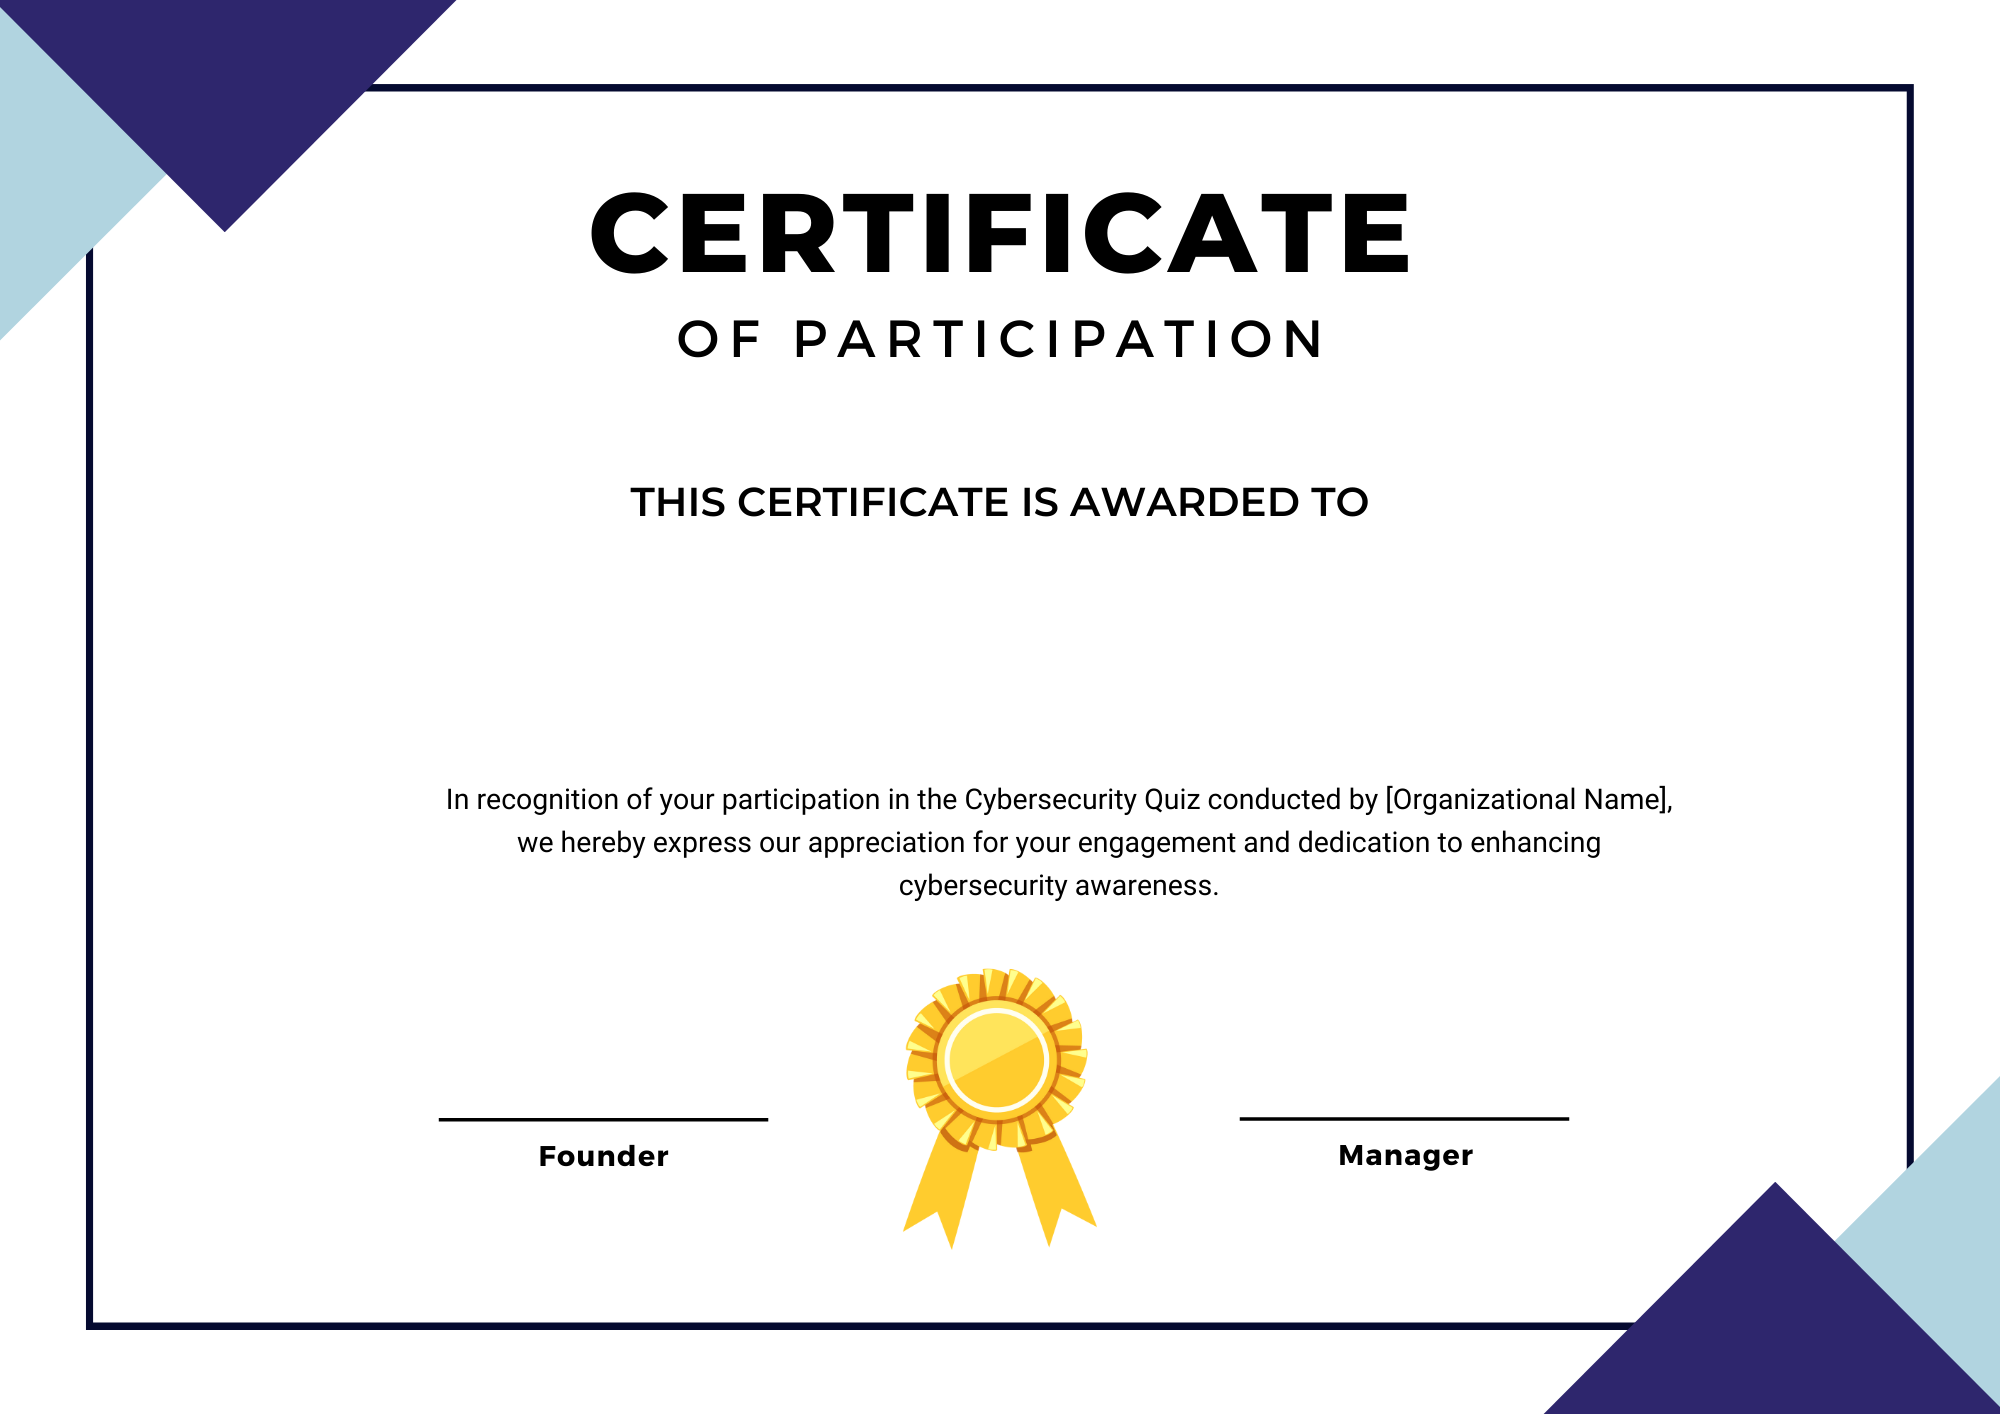 CERTIFICATE
OF PARTICIPATION
THIS CERTIFICATE IS AWARDED TO
In recognition of your participation in the Cybersecurity Quiz conducted by [Organizational Name],
we hereby express our appreciation for your engagement and dedication to enhancing
cybersecurity awareness.
Founder
Manager